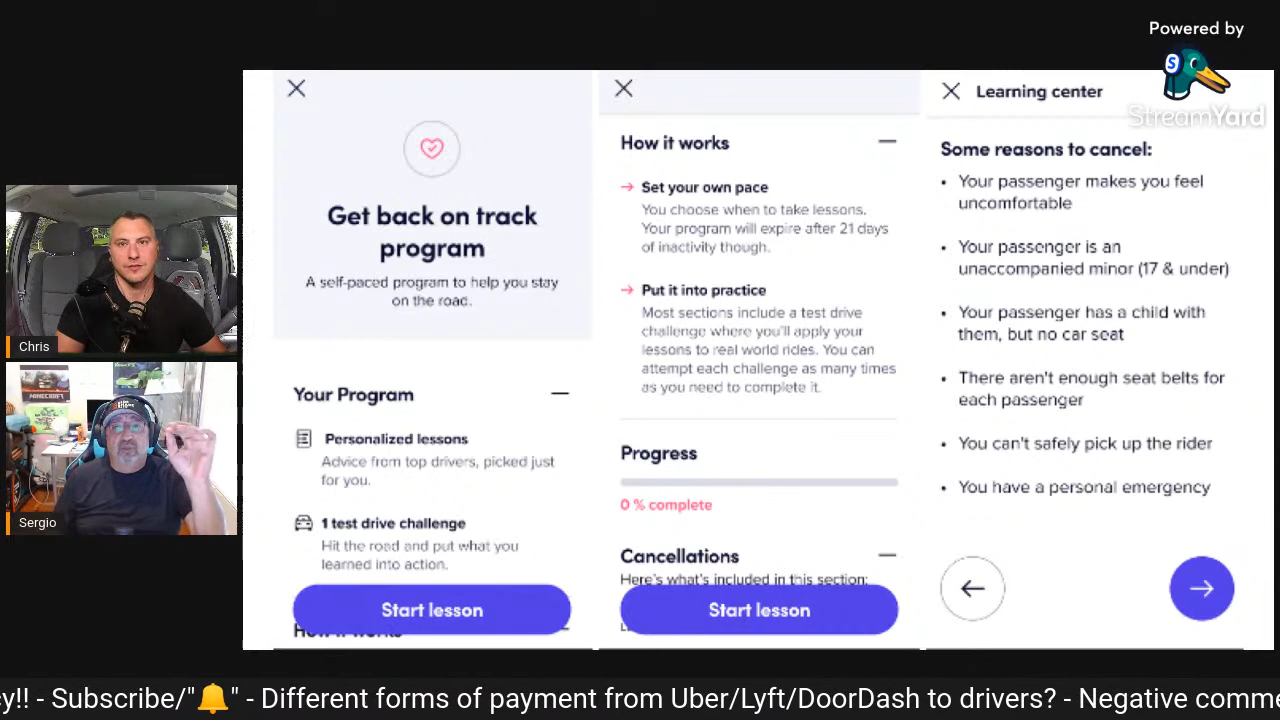 Powered by
S
StreamYard
Get back on track
program
A self-paced program to help you stay
on the road.
Your Program
Personalized lessons
Advice from top drivers, picked just
for you.
1 test drive challenge
Hit the road and put what you
learned into action.
Start lesson
How it works
How it works
Set your own pace
You choose when to take lessons.
Your program will expire after 21 days
of inactivity though.
Put it into practice
Most sections include a test drive
challenge where you'll apply your
lessons to real world rides. You can
attempt each challenge as many times
as you need to complete it.
Progress
0 % complete
Cancellations
Here's what's included in this section:
Start lesson
Learning center
Some reasons to cancel:
• Your passenger makes you feel
uncomfortable
• Your passenger is an
unaccompanied minor (17 & under)
• Your passenger has a child with
them, but no car seat
• There aren't enough seat belts for
each passenger
• You can't safely pick up the rider
• You have a personal emergency
Chris
MINECRAFT
Sergio
cy!! - Subscribe/"🔔" - Different forms of payment from Uber/Lyft/DoorDash to drivers? - Negative comme